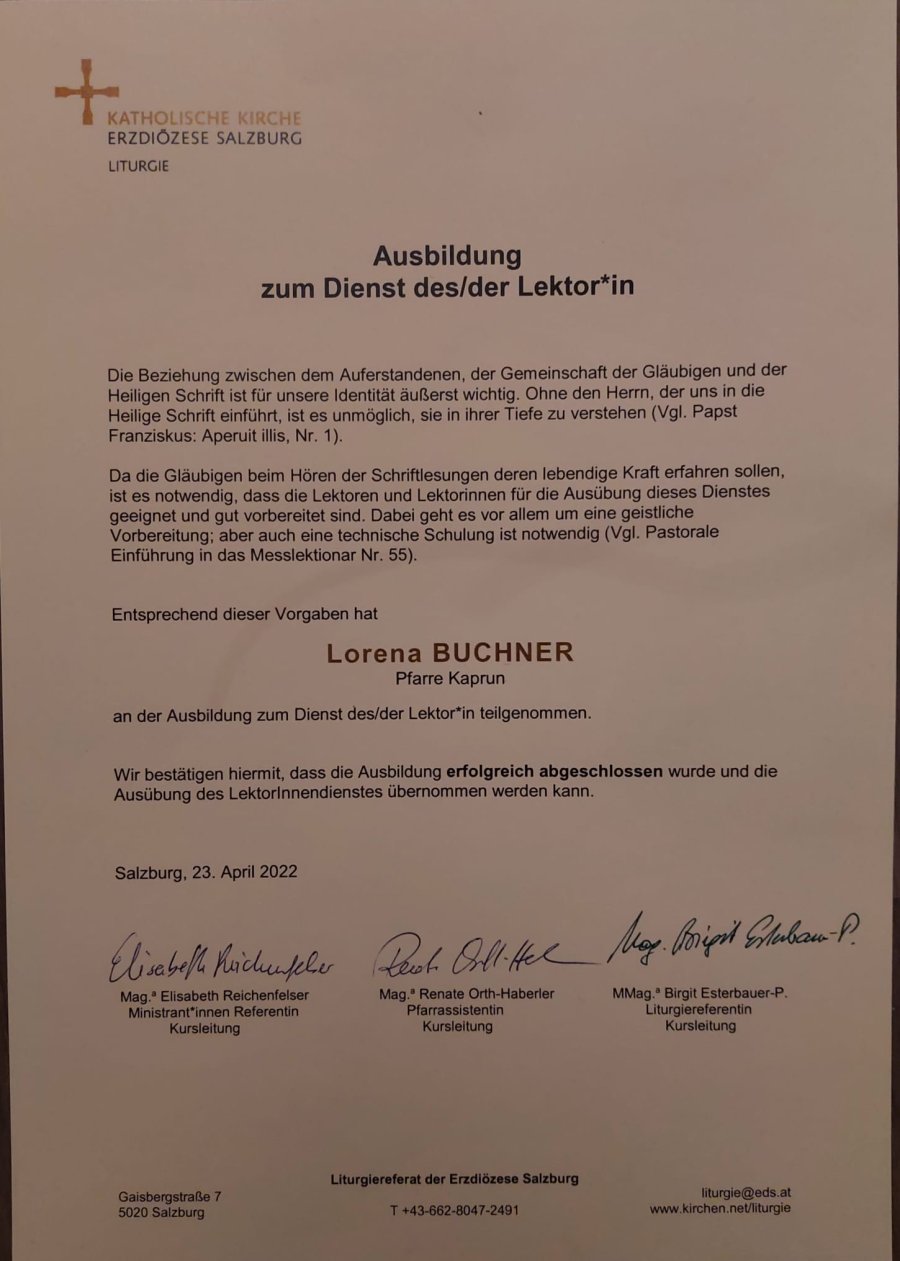 KATHOLISCHE KIRCHE
ERZDIÖZESE SALZBURG
LITURGIE
Ausbildung
zum Dienst des/der Lektor*in
Die Beziehung zwischen dem Auferstandenen, der Gemeinschaft der Gläubigen und der
Heiligen Schrift ist für unsere Identität äußerst wichtig. Ohne den Herrn, der uns in die
Heilige Schrift einführt, ist es unmöglich, sie in ihrer Tiefe zu verstehen (Vgl. Papst
Franziskus: Aperuit illis, Nr. 1).
Da die Gläubigen beim Hören der Schriftlesungen deren lebendige Kraft erfahren sollen,
ist es notwendig, dass die Lektoren und Lektorinnen für die Ausübung dieses Dienstes
geeignet und gut vorbereitet sind. Dabei geht es vor allem um eine geistliche
Vorbereitung; aber auch eine technische Schulung ist notwendig (Vgl. Pastorale
Einführung in das Messlektionar Nr. 55).
Entsprechend dieser Vorgaben hat
Lorena BUCHNER
Pfarre Kaprun
an der Ausbildung zum Dienst des/der Lektor*in teilgenommen.
Wir bestätigen hiermit, dass die Ausbildung erfolgreich abgeschlossen wurde und die
Ausübung des LektorInnendienstes übernommen werden kann.
Salzburg, 23. April 2022
Elisabeth Reichenfelser
Mag. Birgit Esterbauer-P.
Mag.ª Elisabeth Reichenfelser
Ministrant*innen Referentin
Kursleitung
Mag.ª Renate Orth-Haberler
Pfarrassistentin
Kursleitung
MMag.ª Birgit Esterbauer-P.
Liturgiereferentin
Kursleitung
Liturgiereferat der Erzdiözese Salzburg
Gaisbergstraße 7
5020 Salzburg
T +43-662-8047-2491
liturgie@eds.at
www.kirchen.net/liturgie